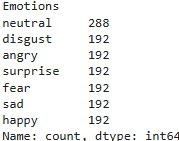 Emotions
neutral 288
disgust 192
angry 192
surprise 192
fear 192
sad 192
happy 192
Name: count, dtype: int64